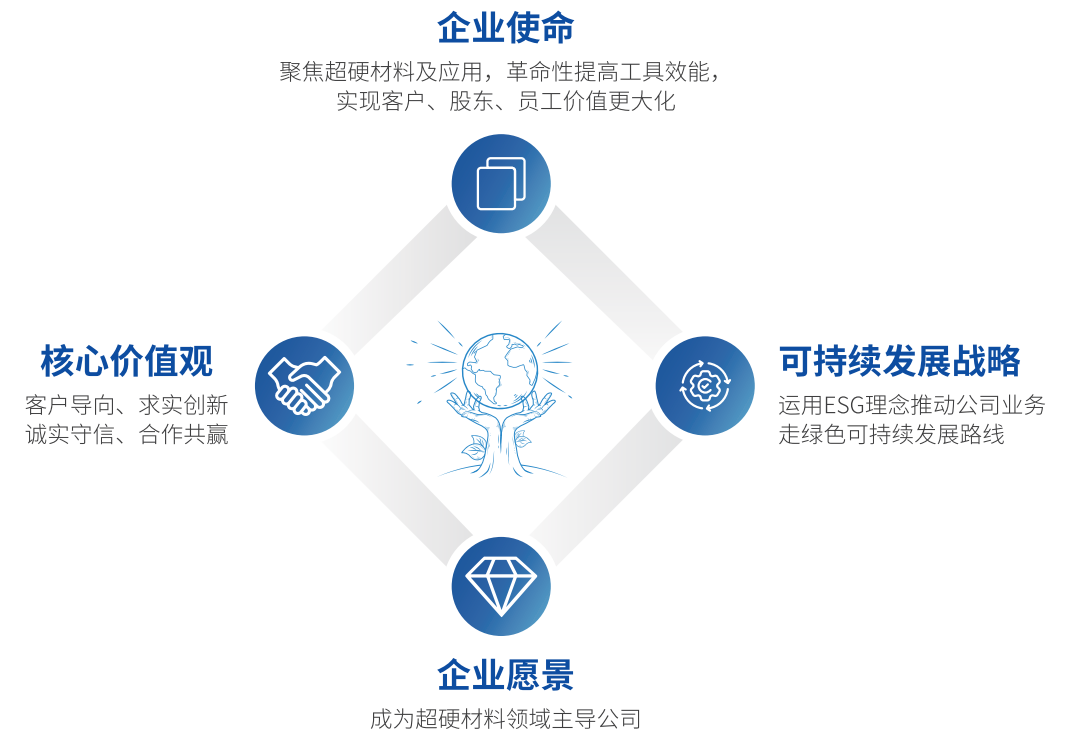 企业使命
聚焦超硬材料及应用，革命性提高工具效能，
实现客户、股东、员工价值更大化
核心价值观
客户导向、求实创新
诚实守信、合作共赢
可持续发展战略
运用ESG理念推动公司业务
走绿色可持续发展路线
企业愿景
成为超硬材料领域主导公司